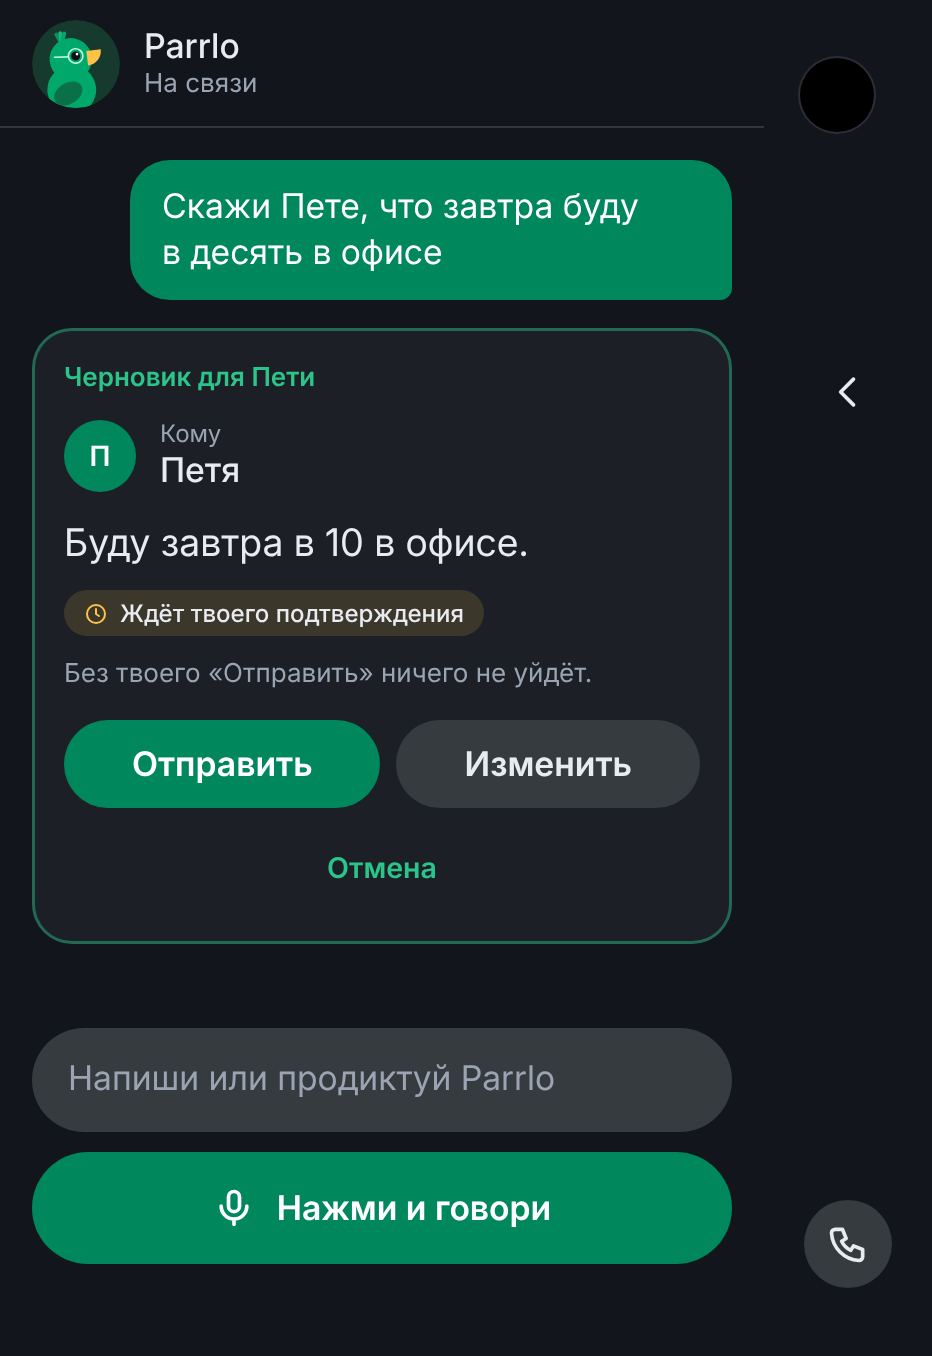 Parrlo
На связи
Скажи Пете, что завтра буду
в десять в офисе
Черновик для Пети
П
Кому
Петя
Буду завтра в 10 в офисе.
Ждёт твоего подтверждения
Без твоего «Отправить» ничего не уйдёт.
Отправить
Изменить
Отмена
Напиши или продиктуй Parrlo
Нажми и говори